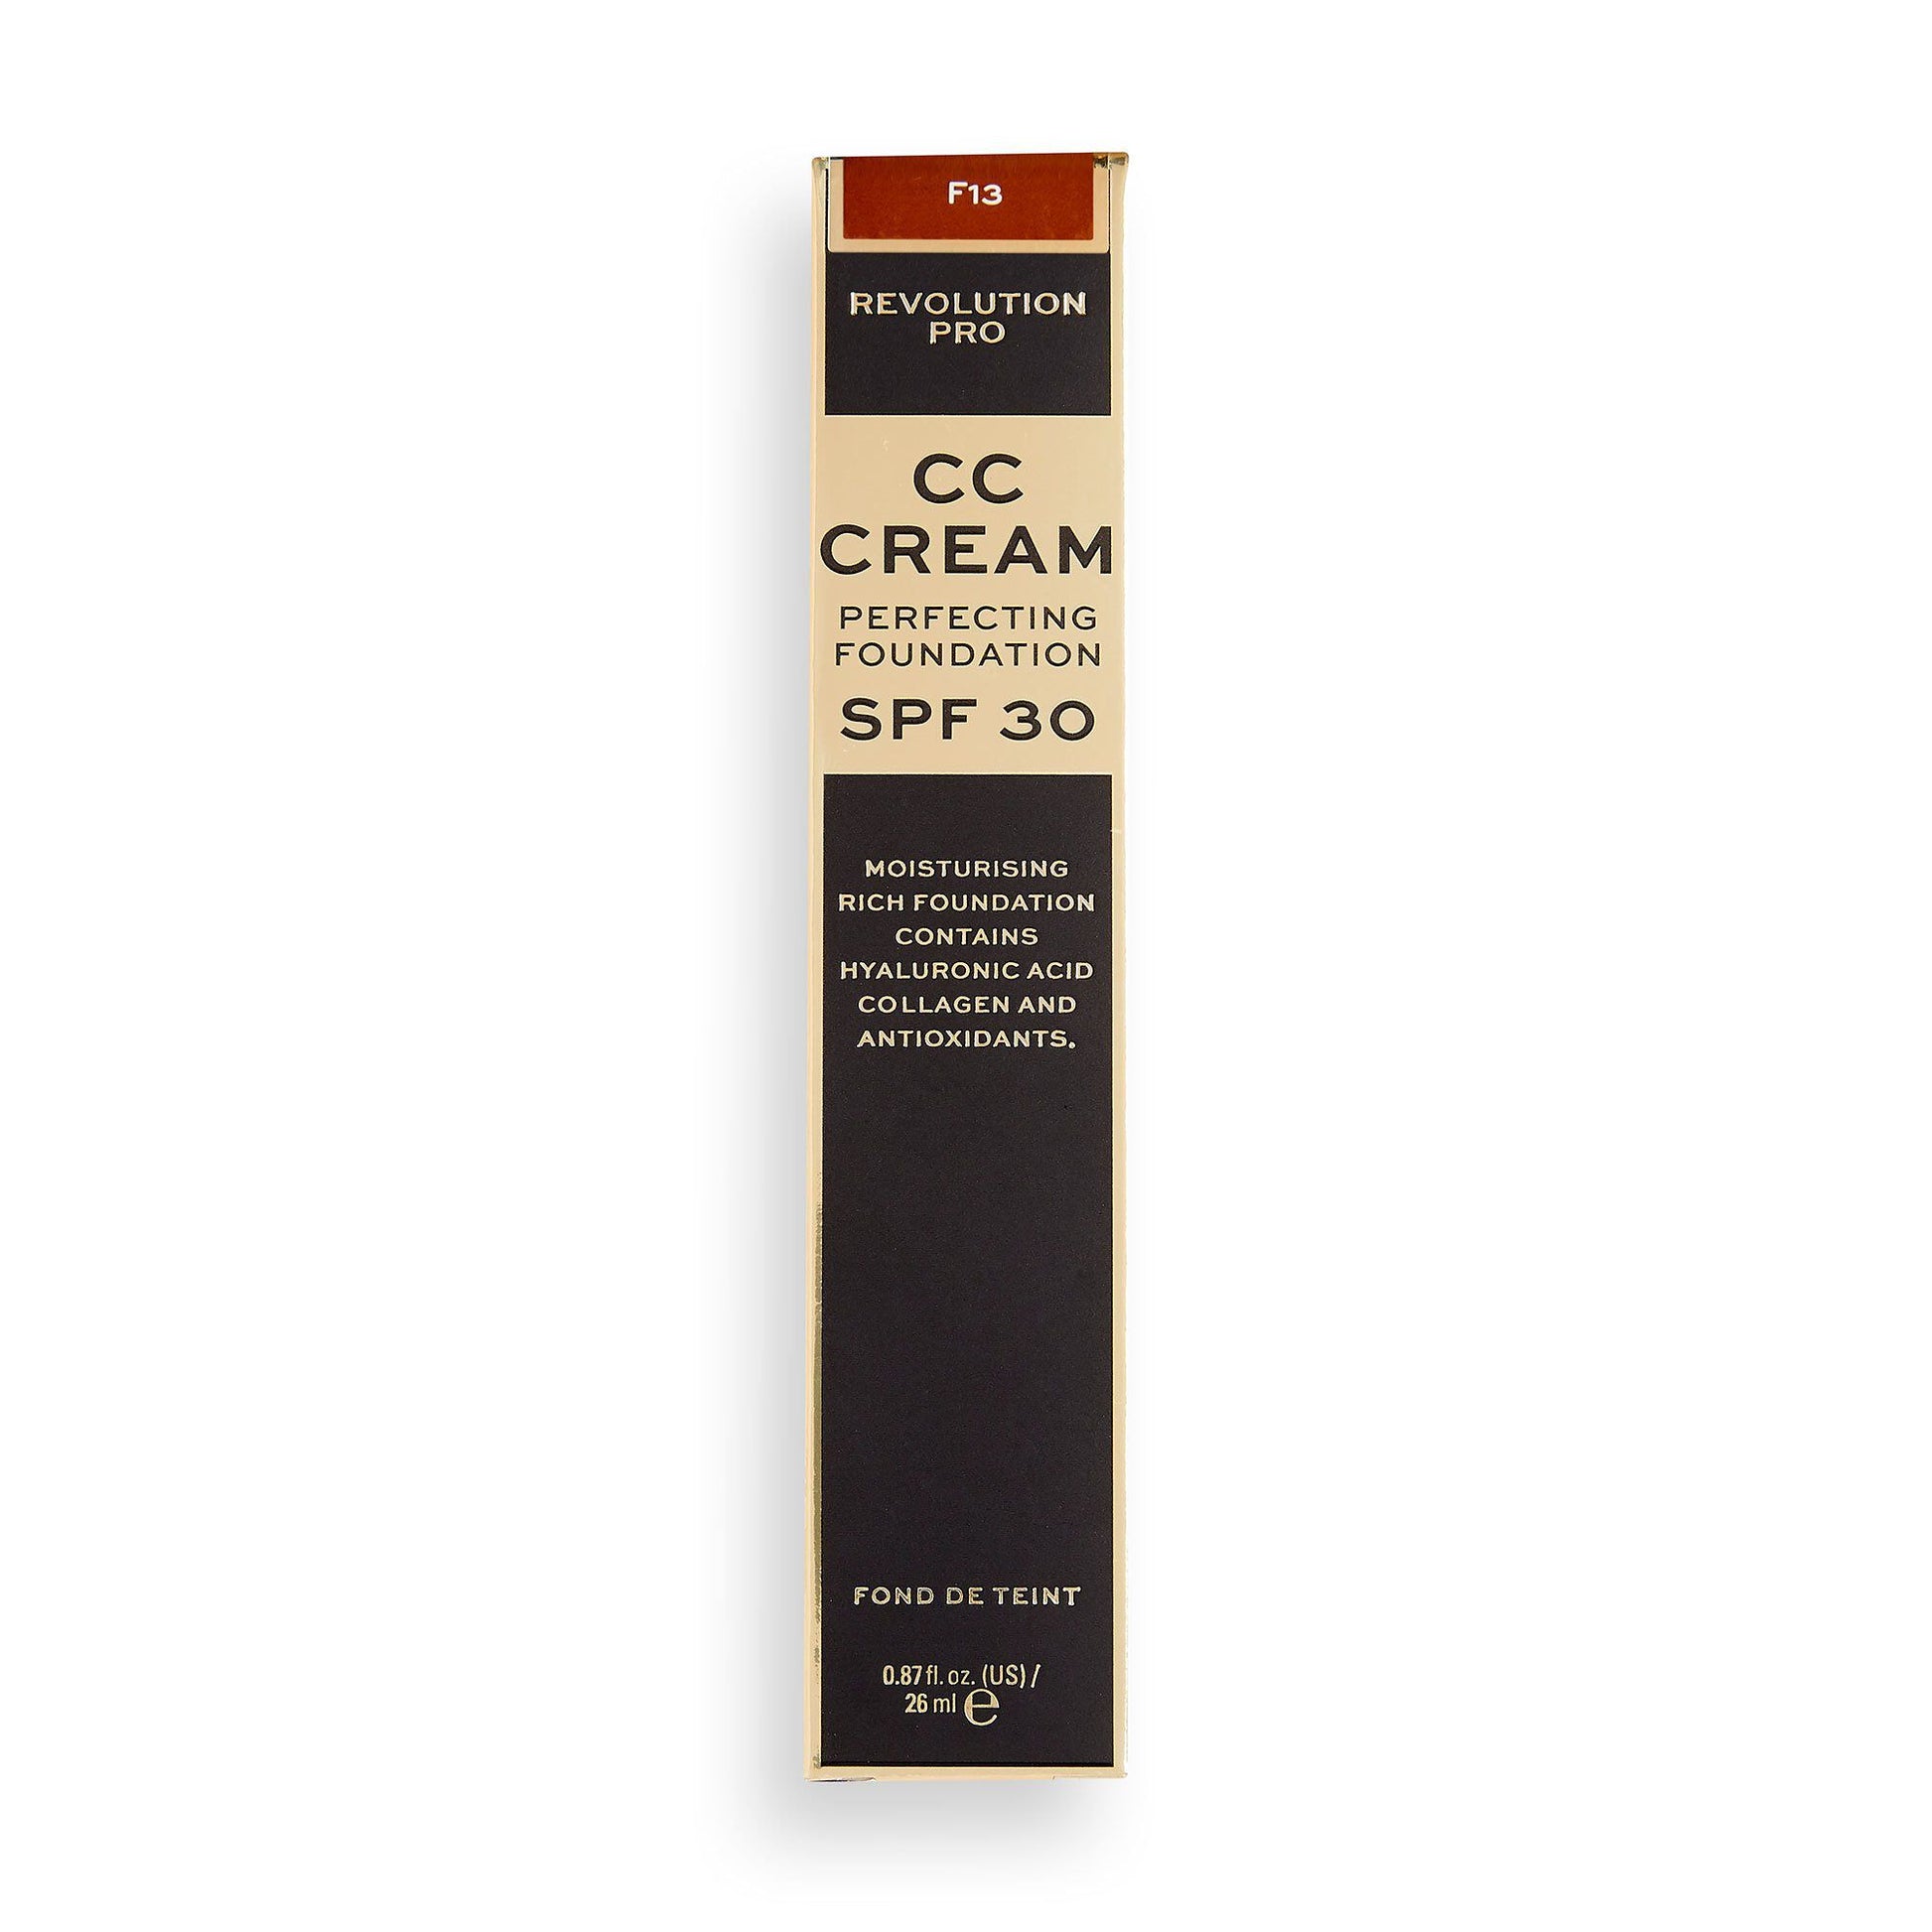 F13
REVOLUTION
PRO
CC
CREAM
PERFECTING
FOUNDATION
SPF 30
MOISTURISING
RICH FOUNDATION
CONTAINS
HYALURONIC ACID
COLLAGEN AND
ANTIOXIDANTS.
FOND DE TEINT
0.87 fl. oz. (US) /
26 ml ℮